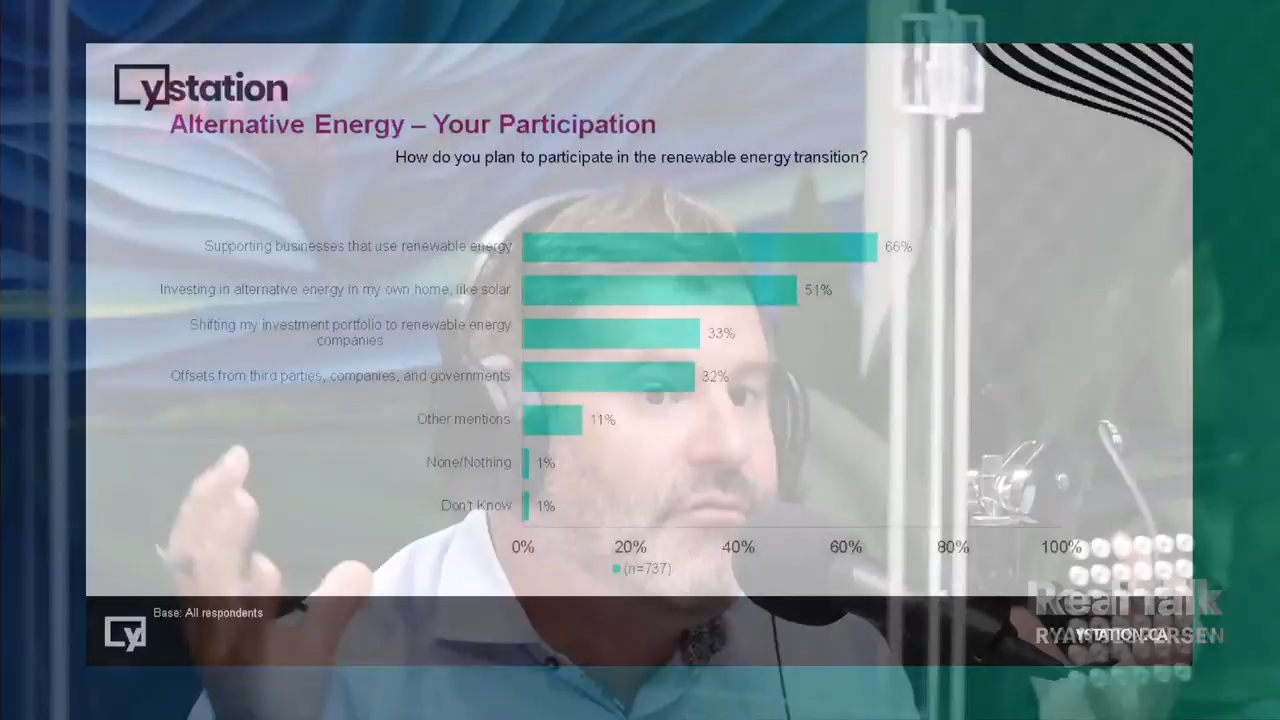 y station
Alternative Energy – Your Participation
How do you plan to participate in the renewable energy transition?
Supporting businesses that use renewable energy
66%
Investing in alternative energy in my own home, like solar
51%
Shifting my investment portfolio to renewable energy
companies
33%
Offsets from third parties, companies, and governments
32%
Other mentions
11%
None/Nothing
1%
Don't Know
1%
0% 20% 40% 60% 80% 100%
(n=737)
Base: All respondents
y
Real Talk
YSTATION.CA